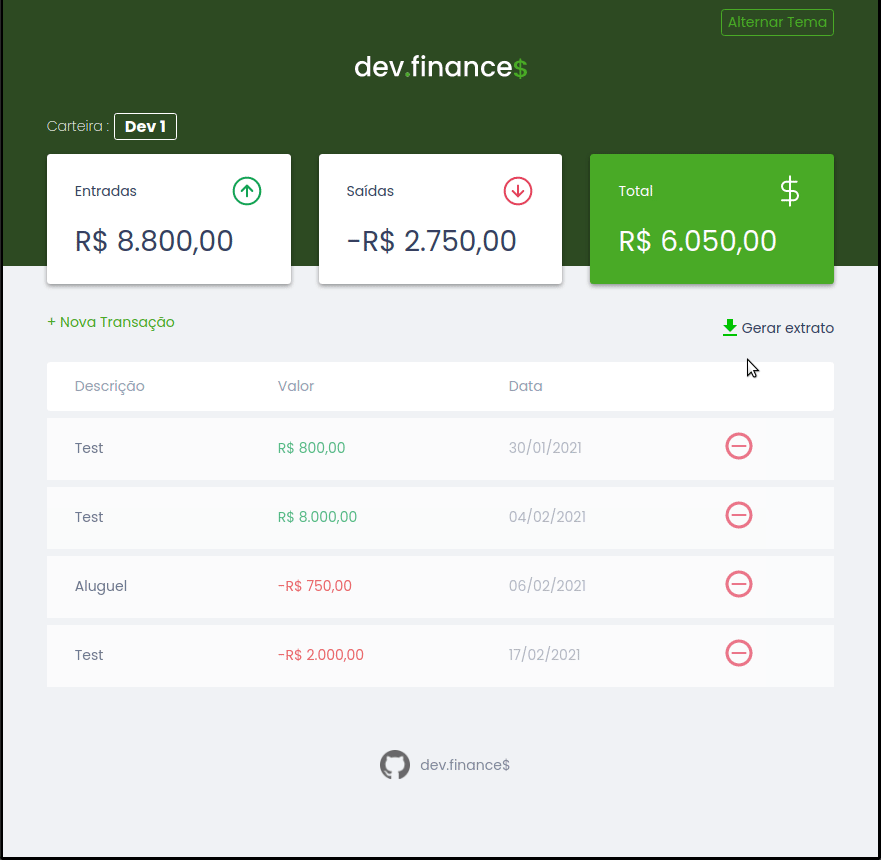 Alternar Tema
dev.finance$
Carteira : Dev 1
Entradas
R$ 8.800,00
Saídas
-R$ 2.750,00
Total
$
R$ 6.050,00
+ Nova Transação
Gerar extrato
Descrição Valor Data
Test R$ 800,00 30/01/2021
Test R$ 8.000,00 04/02/2021
Aluguel -R$ 750,00 06/02/2021
Test -R$ 2.000,00 17/02/2021
dev.finance$